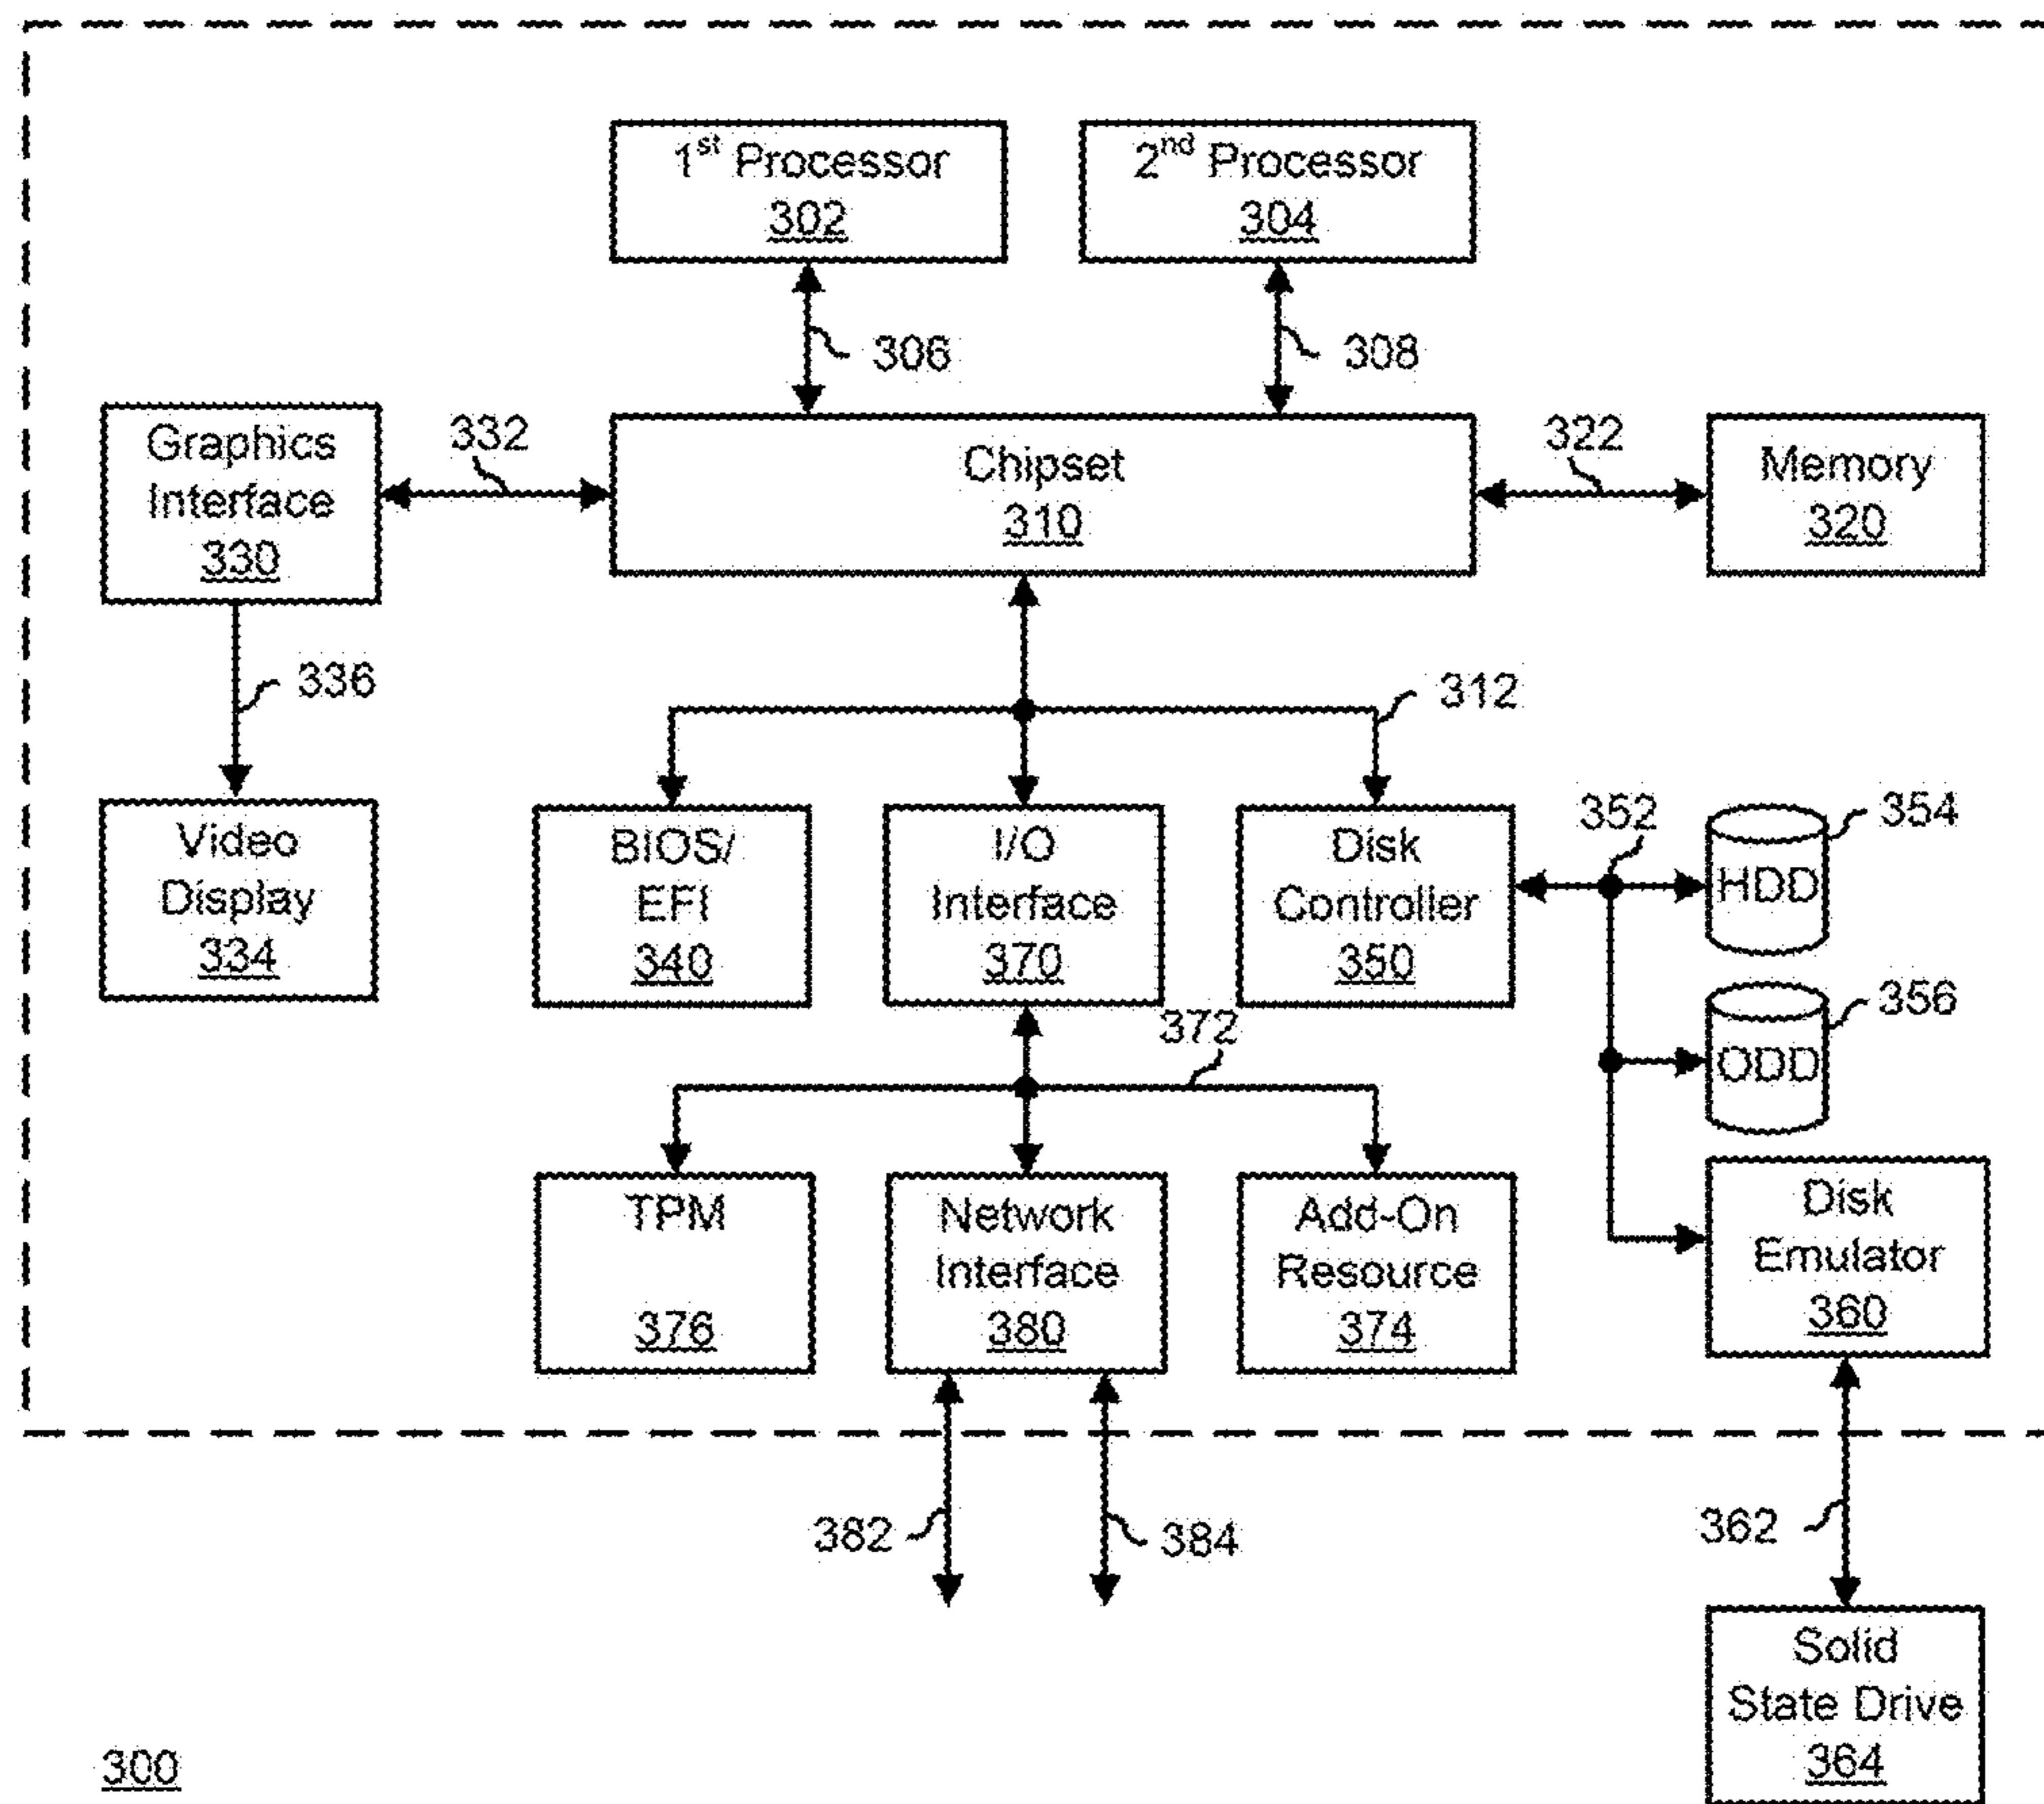 1st Processor
302
2nd Processor
304
306
308
Graphics
Interface
330
332
Chipset
310
322
Memory
320
336
312
Video
Display
334
BIOS/
EFI
340
I/O
Interface
370
Disk
Controller
350
352
354
HDD
356
ODD
372
TPM
376
Network
Interface
380
Add-On
Resource
374
Disk
Emulator
360
382
384
362
Solid
State Drive
364
300